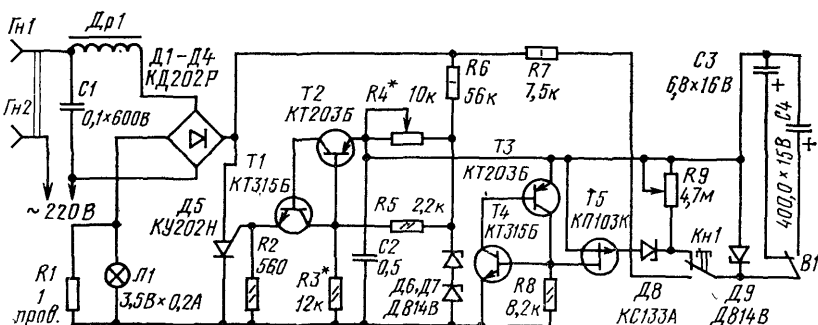 Гн1
Др1
Д1-Д4
КД202Р
С1
0,1×600В
Гн2
~220В
R1
1
пров.
Л1
3,5В×0,2А
Д5
КУ202Н
Т1
КТ315Б
R2
560
Т2
КТ203Б
R4*
10к
R3*
12к
R5
2,2к
С2
0,5
R6
56к
R7
7,5к
Д6,Д7
Д814В
Т3
КТ203Б
Т4
КТ315Б
Т5
КП103К
R8
8,2к
R9
4,7м
Кн1
Д8
КС133А
Д9
Д814В
С3
6,8×16В
С4
400,0×15В
В1
+
+